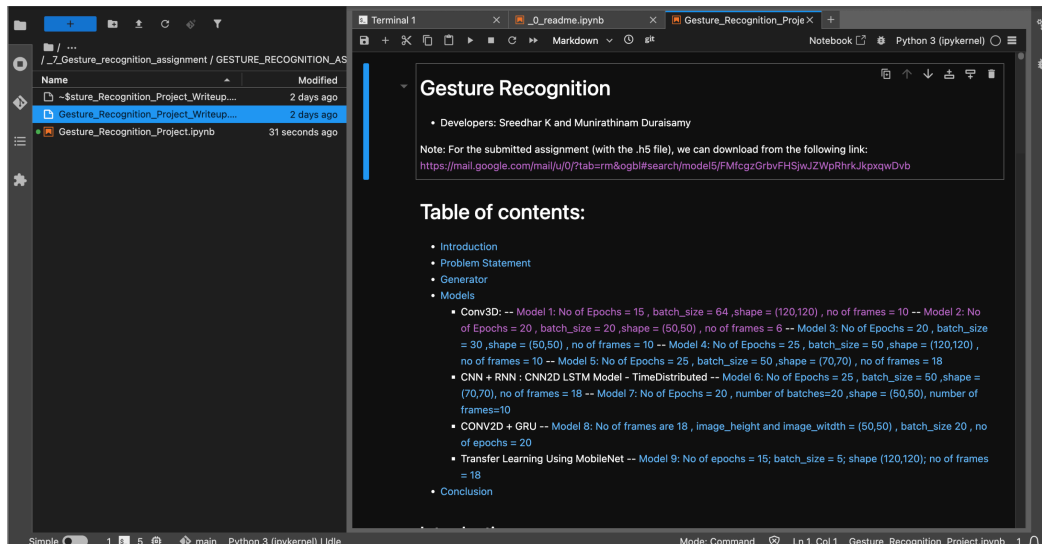 Terminal 1
_0_readme.ipynb
Gesture_Recognition_Proje
Markdown
git
Notebook
Python 3 (ipykernel)
/ ...
/ _7_Gesture_recognition_assignment / GESTURE_RECOGNITION_AS
Name
Modified
~$sture_Recognition_Project_Writeup....
2 days ago
Gesture_Recognition_Project_Writeup....
2 days ago
Gesture_Recognition_Project.ipynb
31 seconds ago
Gesture Recognition
• Developers: Sreedhar K and Munirathinam Duraisamy
Note: For the submitted assignment (with the .h5 file), we can download from the following link:
https://mail.google.com/mail/u/0/?tab=rm&ogbl#search/model5/FMfcgzGrbvFHSjwJZWpRhrkJkpxqwDvb
Table of contents:
• Introduction
• Problem Statement
• Generator
• Models
▪ Conv3D: -- Model 1: No of Epochs = 15 , batch_size = 64 ,shape = (120,120) , no of frames = 10 -- Model 2: No
of Epochs = 20 , batch_size = 20 ,shape = (50,50) , no of frames = 6 -- Model 3: No of Epochs = 20 , batch_size
= 30 ,shape = (50,50) , no of frames = 10 -- Model 4: No of Epochs = 25 , batch_size = 50 ,shape = (120,120) ,
no of frames = 10 -- Model 5: No of Epochs = 25 , batch_size = 50 ,shape = (70,70) , no of frames = 18
▪ CNN + RNN : CNN2D LSTM Model - TimeDistributed -- Model 6: No of Epochs = 25 , batch_size = 50 ,shape =
(70,70), no of frames = 18 -- Model 7: No of Epochs = 20 , number of batches=20 ,shape = (50,50), number of
frames=10
▪ CONV2D + GRU -- Model 8: No of frames are 18 , image_height and image_witdth = (50,50) , batch_size 20 , no
of epochs = 20
▪ Transfer Learning Using MobileNet -- Model 9: No of epochs = 15; batch_size = 5; shape (120,120); no of frames
= 18
• Conclusion
Simple
1
5
main
Python 3 (ipykernel) | Idle
Mode: Command
Ln 1, Col 1
Gesture_Recognition_Project.ipynb
1